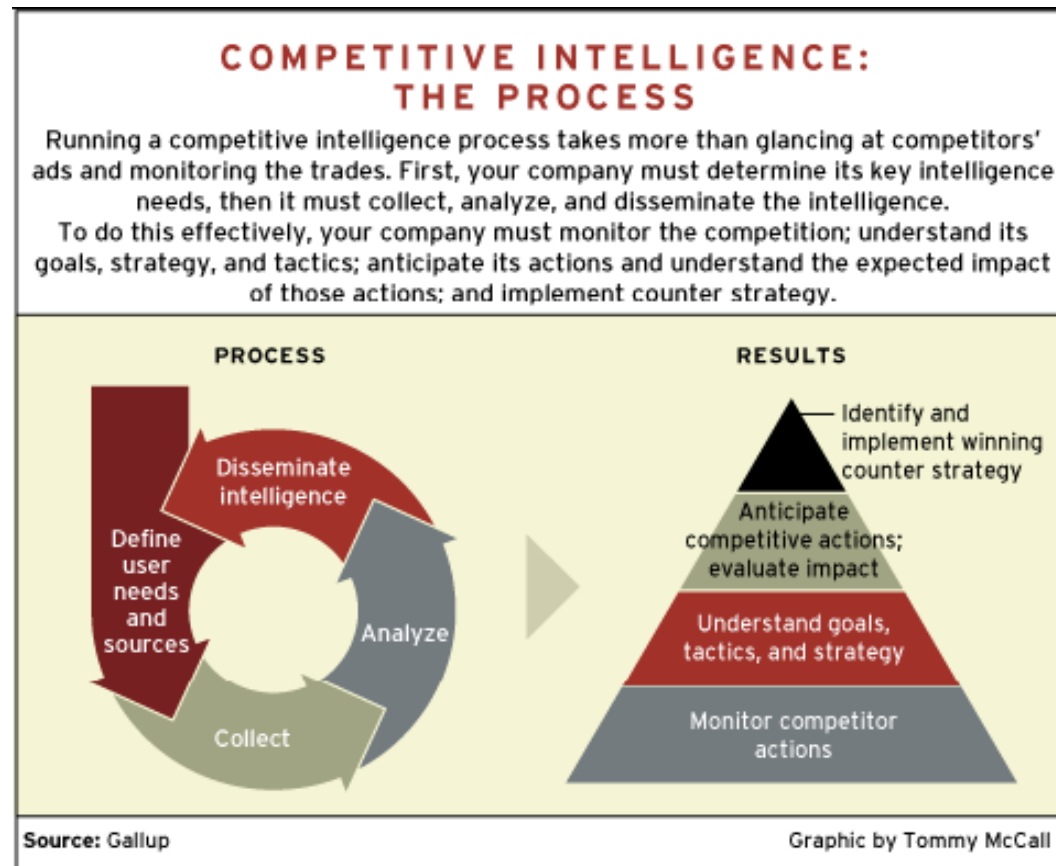 COMPETITIVE INTELLIGENCE:
THE PROCESS
Running a competitive intelligence process takes more than glancing at competitors'
ads and monitoring the trades. First, your company must determine its key intelligence
needs, then it must collect, analyze, and disseminate the intelligence.
To do this effectively, your company must monitor the competition; understand its
goals, strategy, and tactics; anticipate its actions and understand the expected impact
of those actions; and implement counter strategy.
PROCESS
Disseminate
intelligence
Define
user
needs
and
sources
Analyze
Collect
RESULTS
Identify and
implement winning
counter strategy
Anticipate
competitive actions;
evaluate impact
Understand goals,
tactics, and strategy
Monitor competitor
actions
Source: Gallup
Graphic by Tommy McCall